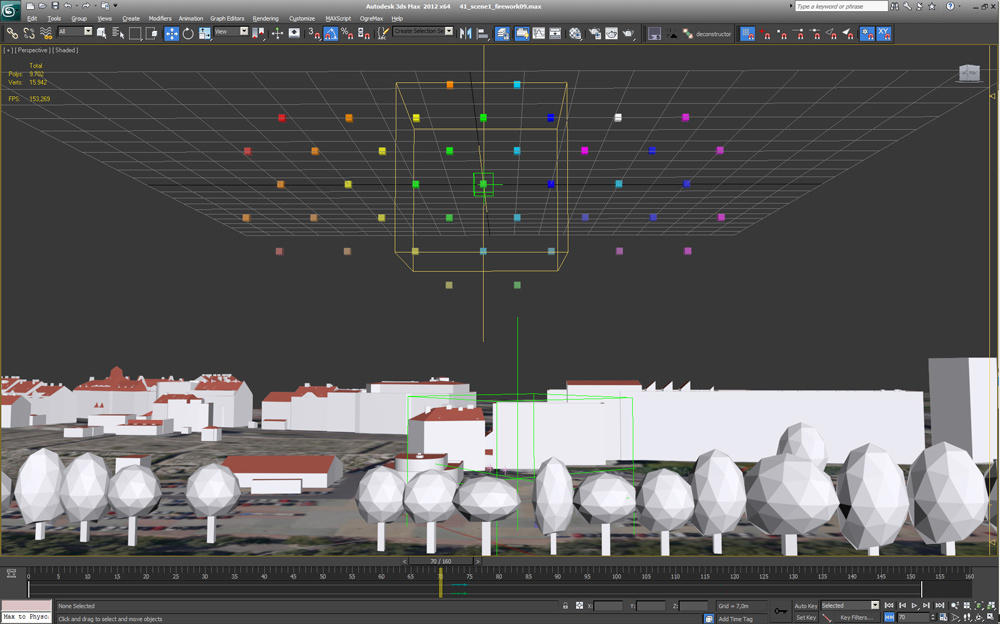 Autodesk 3ds Max 2012 x64 41_scene1_firework09.max
Type a keyword or phrase
Edit Tools Group Views Create Modifiers Animation Graph Editors Rendering Customize MAXScript OgreMax Help
All
View
Create Selection Se
deconstructor
XY
[ + ] [ Perspective ] [ Shaded ]
Total
Polys: 9.702
Verts: 15.942
FPS: 153,269
< 70 / 160 >
0 5 10 15 20 25 30 35 40 45 50 55 60 65 70 75 80 85 90 95 100 105 110 115 120 125 130 135 140 145 150 155 160
None Selected
X: Y: Z:
Grid = 7,0m
Auto Key Selected
Max to Physc
Click and drag to select and move objects
Add Time Tag
Set Key Key Filters...
70